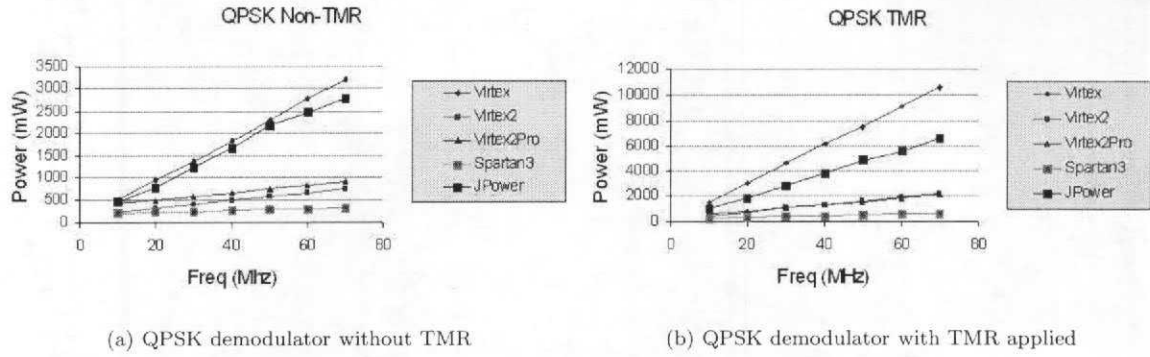 QPSK Non-TMR
3500
3000
2500
2000
1500
1000
500
0
0 20 40 60 80
Power (mW)
Freq (Mhz)
Virtex
Virtex2
Virtex2Pro
Spartan3
JPower
(a) QPSK demodulator without TMR
QPSK TMR
12000
10000
8000
6000
4000
2000
0
0 20 40 60 80
Power (mW)
Freq (MHz)
Virtex
Virtex2
Virtex2Pro
Spartan3
JPower
(b) QPSK demodulator with TMR applied